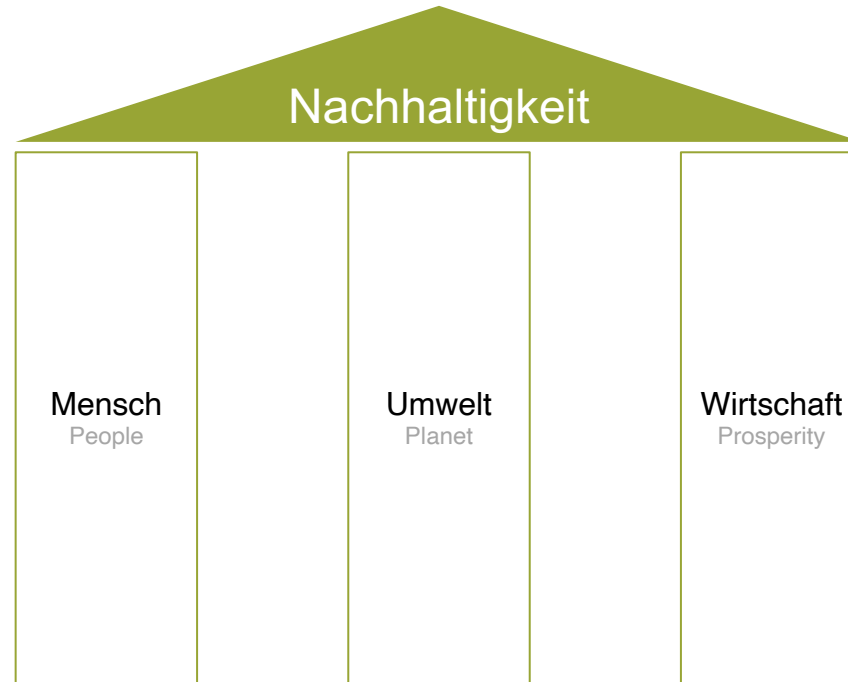 Nachhaltigkeit
Mensch
People
Umwelt
Planet
Wirtschaft
Prosperity